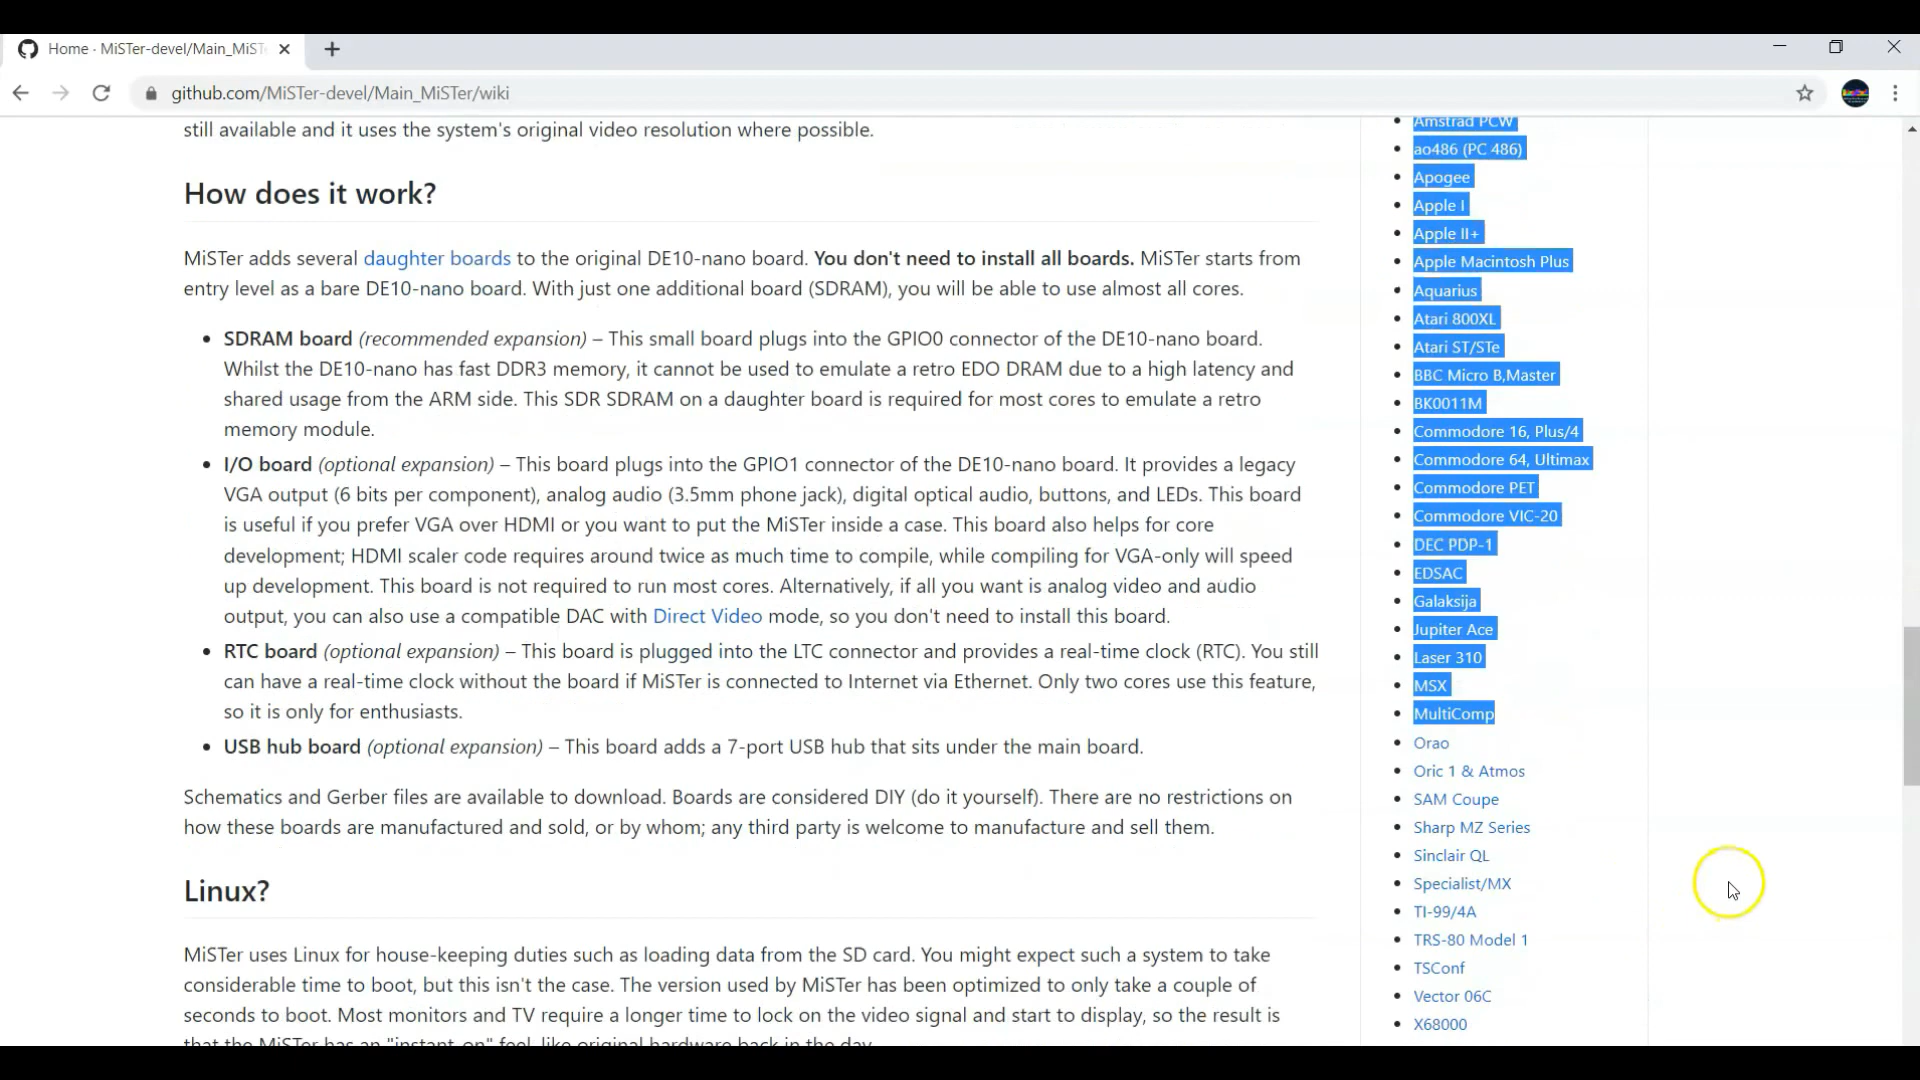 Home · MiSTer-devel/Main_MiST
github.com/MiSTer-devel/Main_MiSTer/wiki
still available and it uses the system's original video resolution where possible.
How does it work?
MiSTer adds several daughter boards to the original DE10-nano board. You don't need to install all boards. MiSTer starts from
entry level as a bare DE10-nano board. With just one additional board (SDRAM), you will be able to use almost all cores.
SDRAM board (recommended expansion) – This small board plugs into the GPIO0 connector of the DE10-nano board.
Whilst the DE10-nano has fast DDR3 memory, it cannot be used to emulate a retro EDO DRAM due to a high latency and
shared usage from the ARM side. This SDR SDRAM on a daughter board is required for most cores to emulate a retro
memory module.
I/O board (optional expansion) – This board plugs into the GPIO1 connector of the DE10-nano board. It provides a legacy
VGA output (6 bits per component), analog audio (3.5mm phone jack), digital optical audio, buttons, and LEDs. This board
is useful if you prefer VGA over HDMI or you want to put the MiSTer inside a case. This board also helps for core
development; HDMI scaler code requires around twice as much time to compile, while compiling for VGA-only will speed
up development. This board is not required to run most cores. Alternatively, if all you want is analog video and audio
output, you can also use a compatible DAC with Direct Video mode, so you don't need to install this board.
RTC board (optional expansion) – This board is plugged into the LTC connector and provides a real-time clock (RTC). You still
can have a real-time clock without the board if MiSTer is connected to Internet via Ethernet. Only two cores use this feature,
so it is only for enthusiasts.
USB hub board (optional expansion) – This board adds a 7-port USB hub that sits under the main board.
Schematics and Gerber files are available to download. Boards are considered DIY (do it yourself). There are no restrictions on
how these boards are manufactured and sold, or by whom; any third party is welcome to manufacture and sell them.
Linux?
MiSTer uses Linux for house-keeping duties such as loading data from the SD card. You might expect such a system to take
considerable time to boot, but this isn't the case. The version used by MiSTer has been optimized to only take a couple of
seconds to boot. Most monitors and TV require a longer time to lock on the video signal and start to display, so the result is
that the MiSTer has an "instant-on" feel, like original hardware back in the day.
Amstrad PCW
ao486 (PC 486)
Apogee
Apple I
Apple II+
Apple Macintosh Plus
Aquarius
Atari 800XL
Atari ST/STe
BBC Micro B,Master
BK0011M
Commodore 16, Plus/4
Commodore 64, Ultimax
Commodore PET
Commodore VIC-20
DEC PDP-1
EDSAC
Galaksija
Jupiter Ace
Laser 310
MSX
MultiComp
Orao
Oric 1 & Atmos
SAM Coupe
Sharp MZ Series
Sinclair QL
Specialist/MX
TI-99/4A
TRS-80 Model 1
TSConf
Vector 06C
X68000